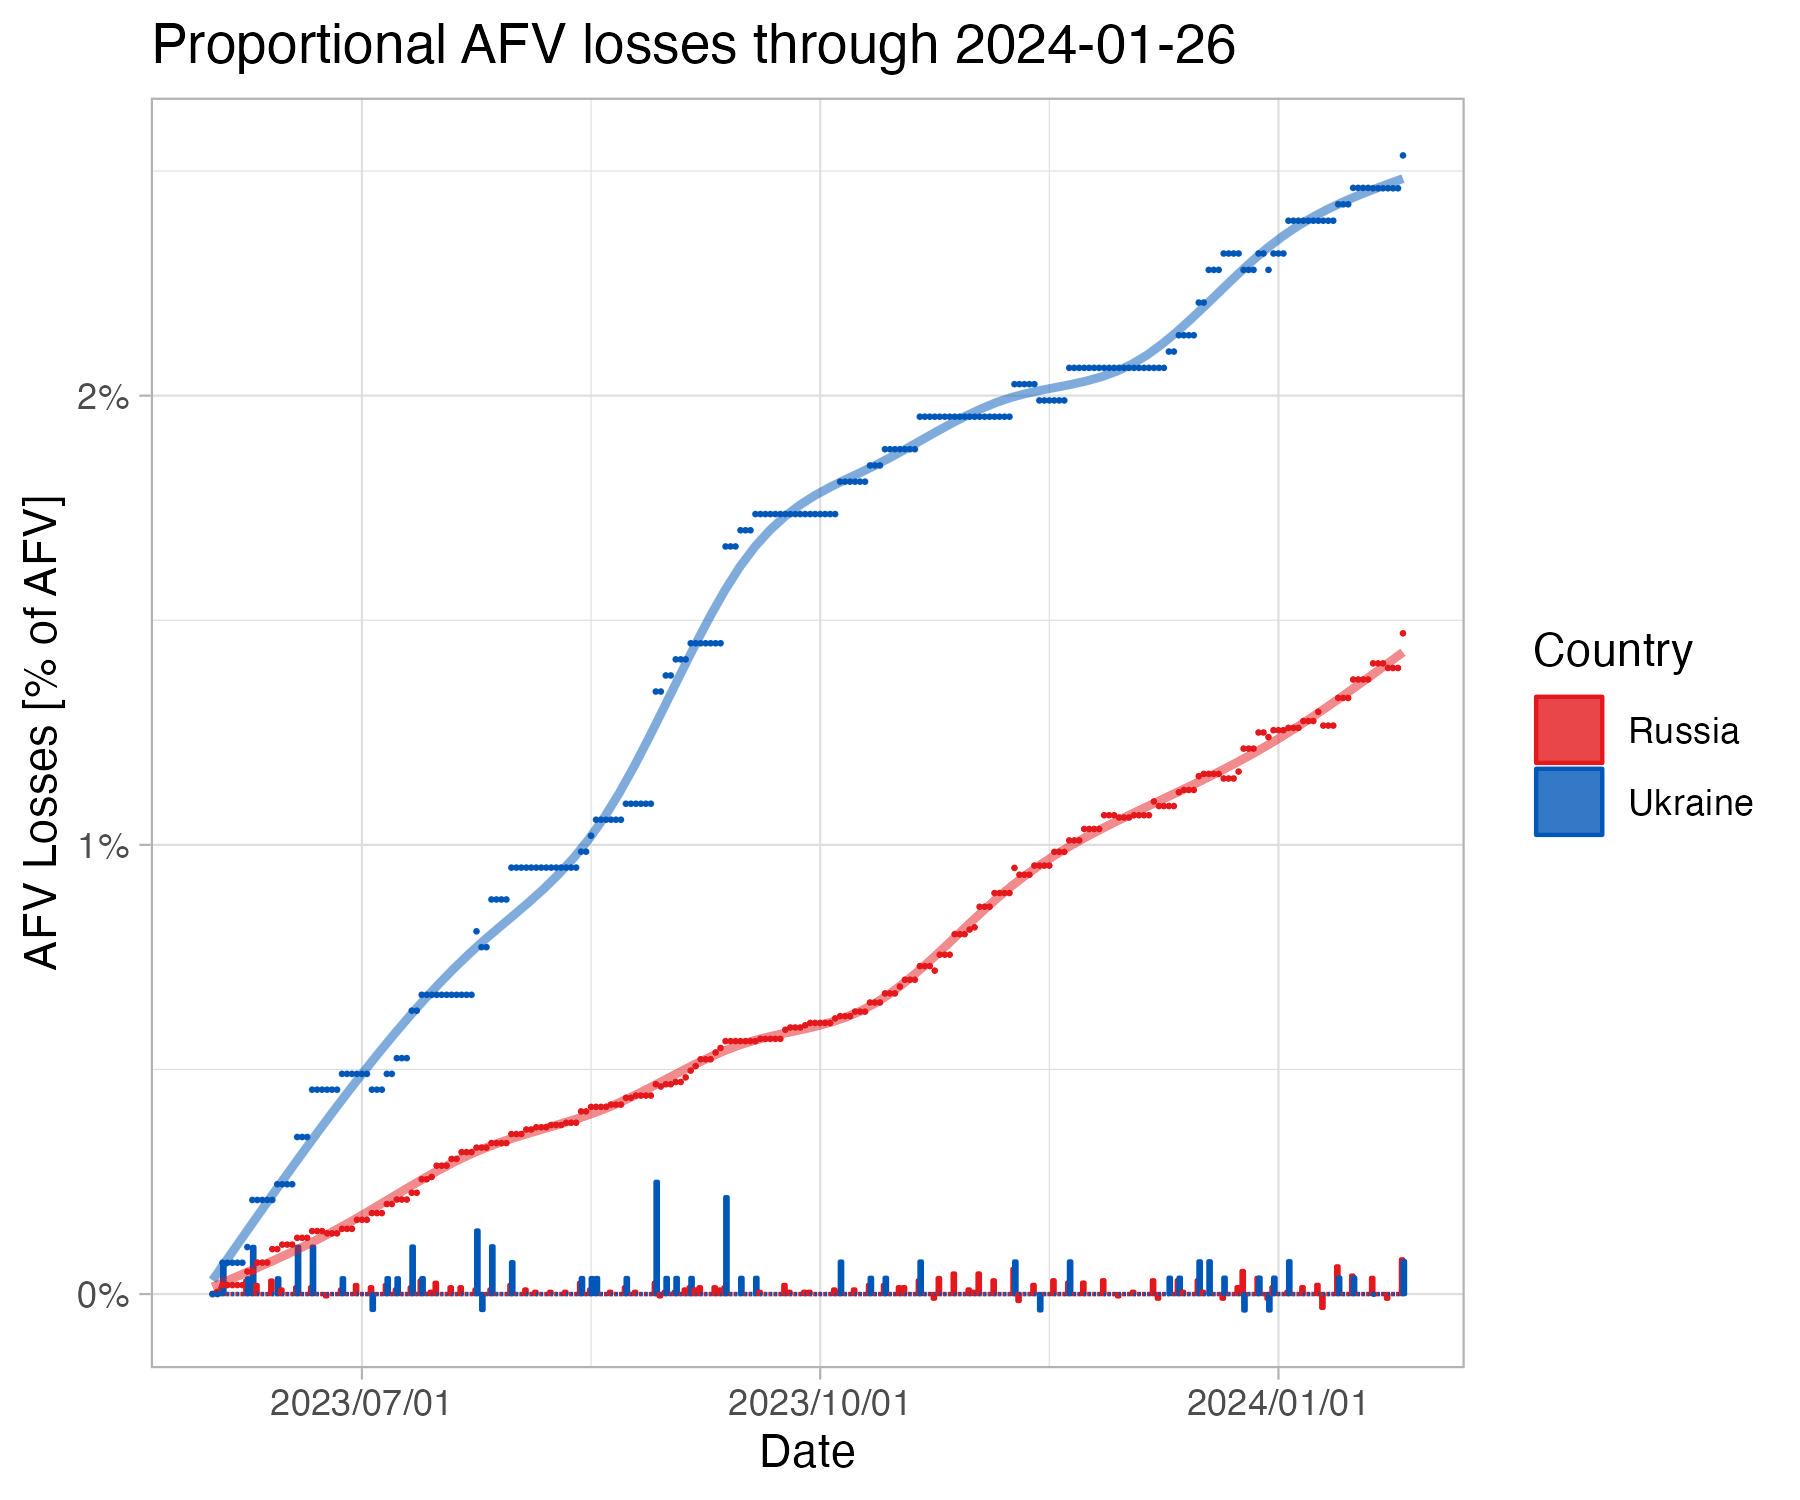 Proportional AFV losses through 2024-01-26
AFV Losses [% of AFV]
2%
1%
0%
2023/07/01
2023/10/01
2024/01/01
Date
Country
Russia
Ukraine